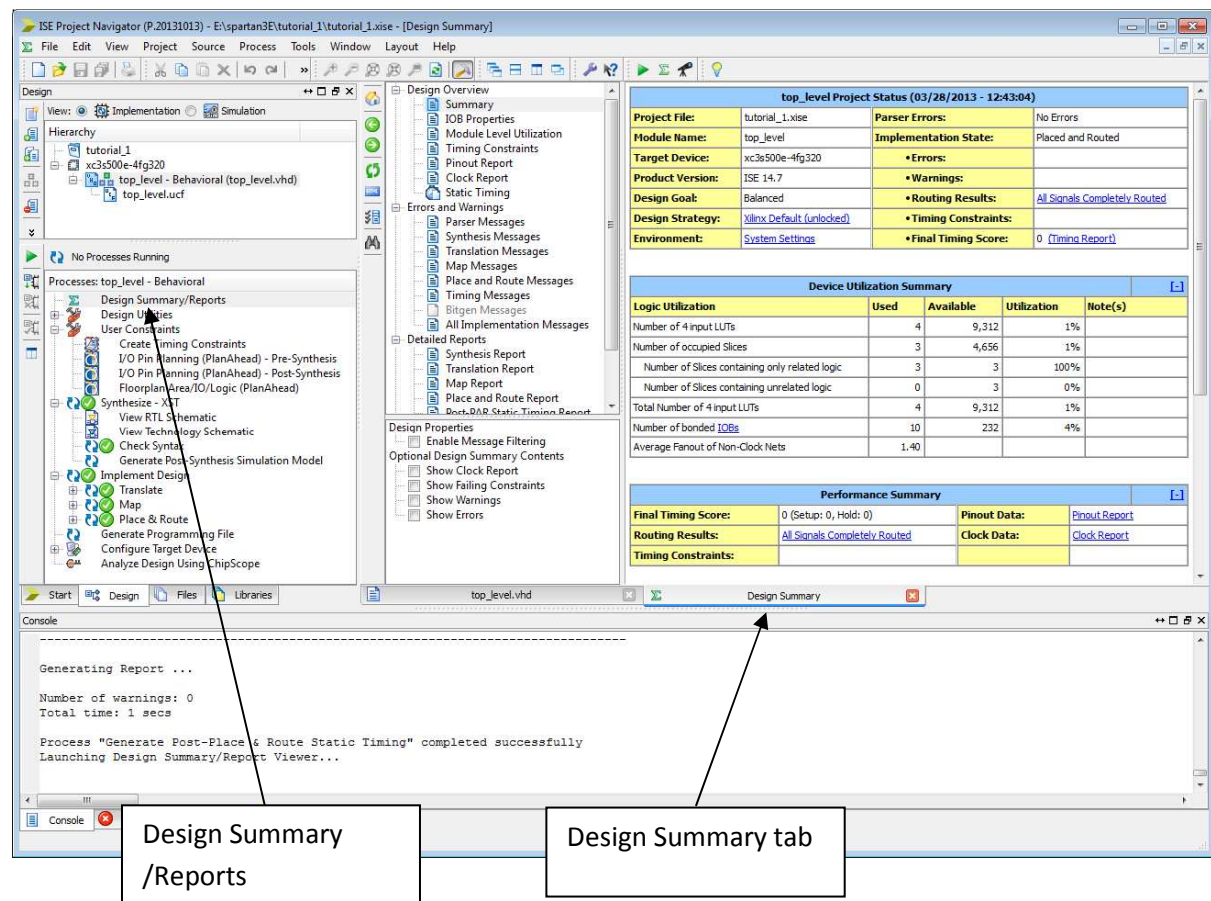 ISE Project Navigator (P.20131013) - E:\spartan3E\tutorial_1\tutorial_1.xise - [Design Summary]
File Edit View Project Source Process Tools Window Layout Help
Design
View: Implementation Simulation
Hierarchy
tutorial_1
xc3s500e-4fg320
top_level - Behavioral (top_level.vhd)
top_level.ucf
No Processes Running
Processes: top_level - Behavioral
Design Summary/Reports
Design Utilities
User Constraints
Create Timing Constraints
I/O Pin Planning (PlanAhead) - Pre-Synthesis
I/O Pin Planning (PlanAhead) - Post-Synthesis
Floorplan Area/IO/Logic (PlanAhead)
Synthesize - XST
View RTL Schematic
View Technology Schematic
Check Syntax
Generate Post-Synthesis Simulation Model
Implement Design
Translate
Map
Place & Route
Generate Programming File
Configure Target Device
Analyze Design Using ChipScope
Start Design Files Libraries
Design Overview
Summary
IOB Properties
Module Level Utilization
Timing Constraints
Pinout Report
Clock Report
Static Timing
Errors and Warnings
Parser Messages
Synthesis Messages
Translation Messages
Map Messages
Place and Route Messages
Timing Messages
Bitgen Messages
All Implementation Messages
Detailed Reports
Synthesis Report
Translation Report
Map Report
Place and Route Report
Post-PAR Static Timing Report
Design Properties
Enable Message Filtering
Optional Design Summary Contents
Show Clock Report
Show Failing Constraints
Show Warnings
Show Errors
top_level Project Status (03/28/2013 - 12:43:04)
Project File: tutorial_1.xise Parser Errors: No Errors
Module Name: top_level Implementation State: Placed and Routed
Target Device: xc3s500e-4fg320 •Errors:
Product Version: ISE 14.7 •Warnings:
Design Goal: Balanced •Routing Results: All Signals Completely Routed
Design Strategy: Xilinx Default (unlocked) •Timing Constraints:
Environment: System Settings •Final Timing Score: 0 (Timing Report)
Device Utilization Summary [-]
Logic Utilization Used Available Utilization Note(s)
Number of 4 input LUTs 4 9,312 1%
Number of occupied Slices 3 4,656 1%
Number of Slices containing only related logic 3 3 100%
Number of Slices containing unrelated logic 0 3 0%
Total Number of 4 input LUTs 4 9,312 1%
Number of bonded IOBs 10 232 4%
Average Fanout of Non-Clock Nets 1.40
Performance Summary [-]
Final Timing Score: 0 (Setup: 0, Hold: 0) Pinout Data: Pinout Report
Routing Results: All Signals Completely Routed Clock Data: Clock Report
Timing Constraints:
top_level.vhd Design Summary
Console
Generating Report ...
Number of warnings: 0
Total time: 1 secs
Process "Generate Post-Place & Route Static Timing" completed successfully
Launching Design Summary/Report Viewer...
Console
Design Summary
/Reports
Design Summary tab